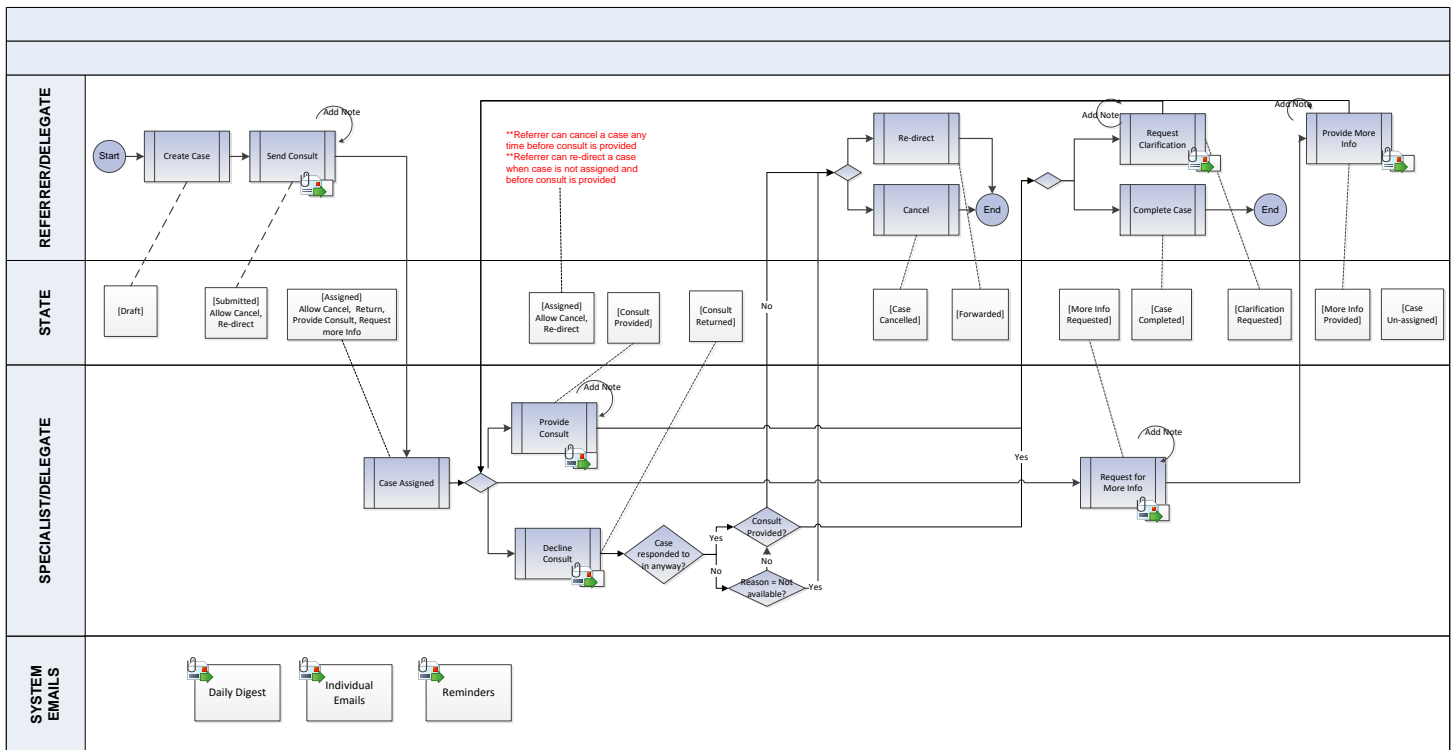 REFERRER/DELEGATE
Start
Create Case
Send Consult
Add Note
**Referrer can cancel a case any
time before consult is provided
**Referrer can re-direct a case
when case is not assigned and
before consult is provided
Re-direct
Cancel
End
Add Note
Request
Clarification
Complete Case
End
Add Note
Provide More
Info
STATE
[Draft]
[Submitted]
Allow Cancel,
Re-direct
[Assigned]
Allow Cancel, Return,
Provide Consult, Request
more Info
[Assigned]
Allow Cancel,
Re-direct
[Consult
Provided]
[Consult
Returned]
No
[Case
Cancelled]
[Forwarded]
[More Info
Requested]
[Case
Completed]
[Clarification
Requested]
[More Info
Provided]
[Case
Un-assigned]
SPECIALIST/DELEGATE
Case Assigned
Add Note
Provide
Consult
Decline
Consult
Case
responded to
in anyway?
Yes
No
Consult
Provided?
No
Reason = Not
available?
Yes
Yes
Add Note
Request for
More Info
SYSTEM
EMAILS
Daily Digest
Individual
Emails
Reminders